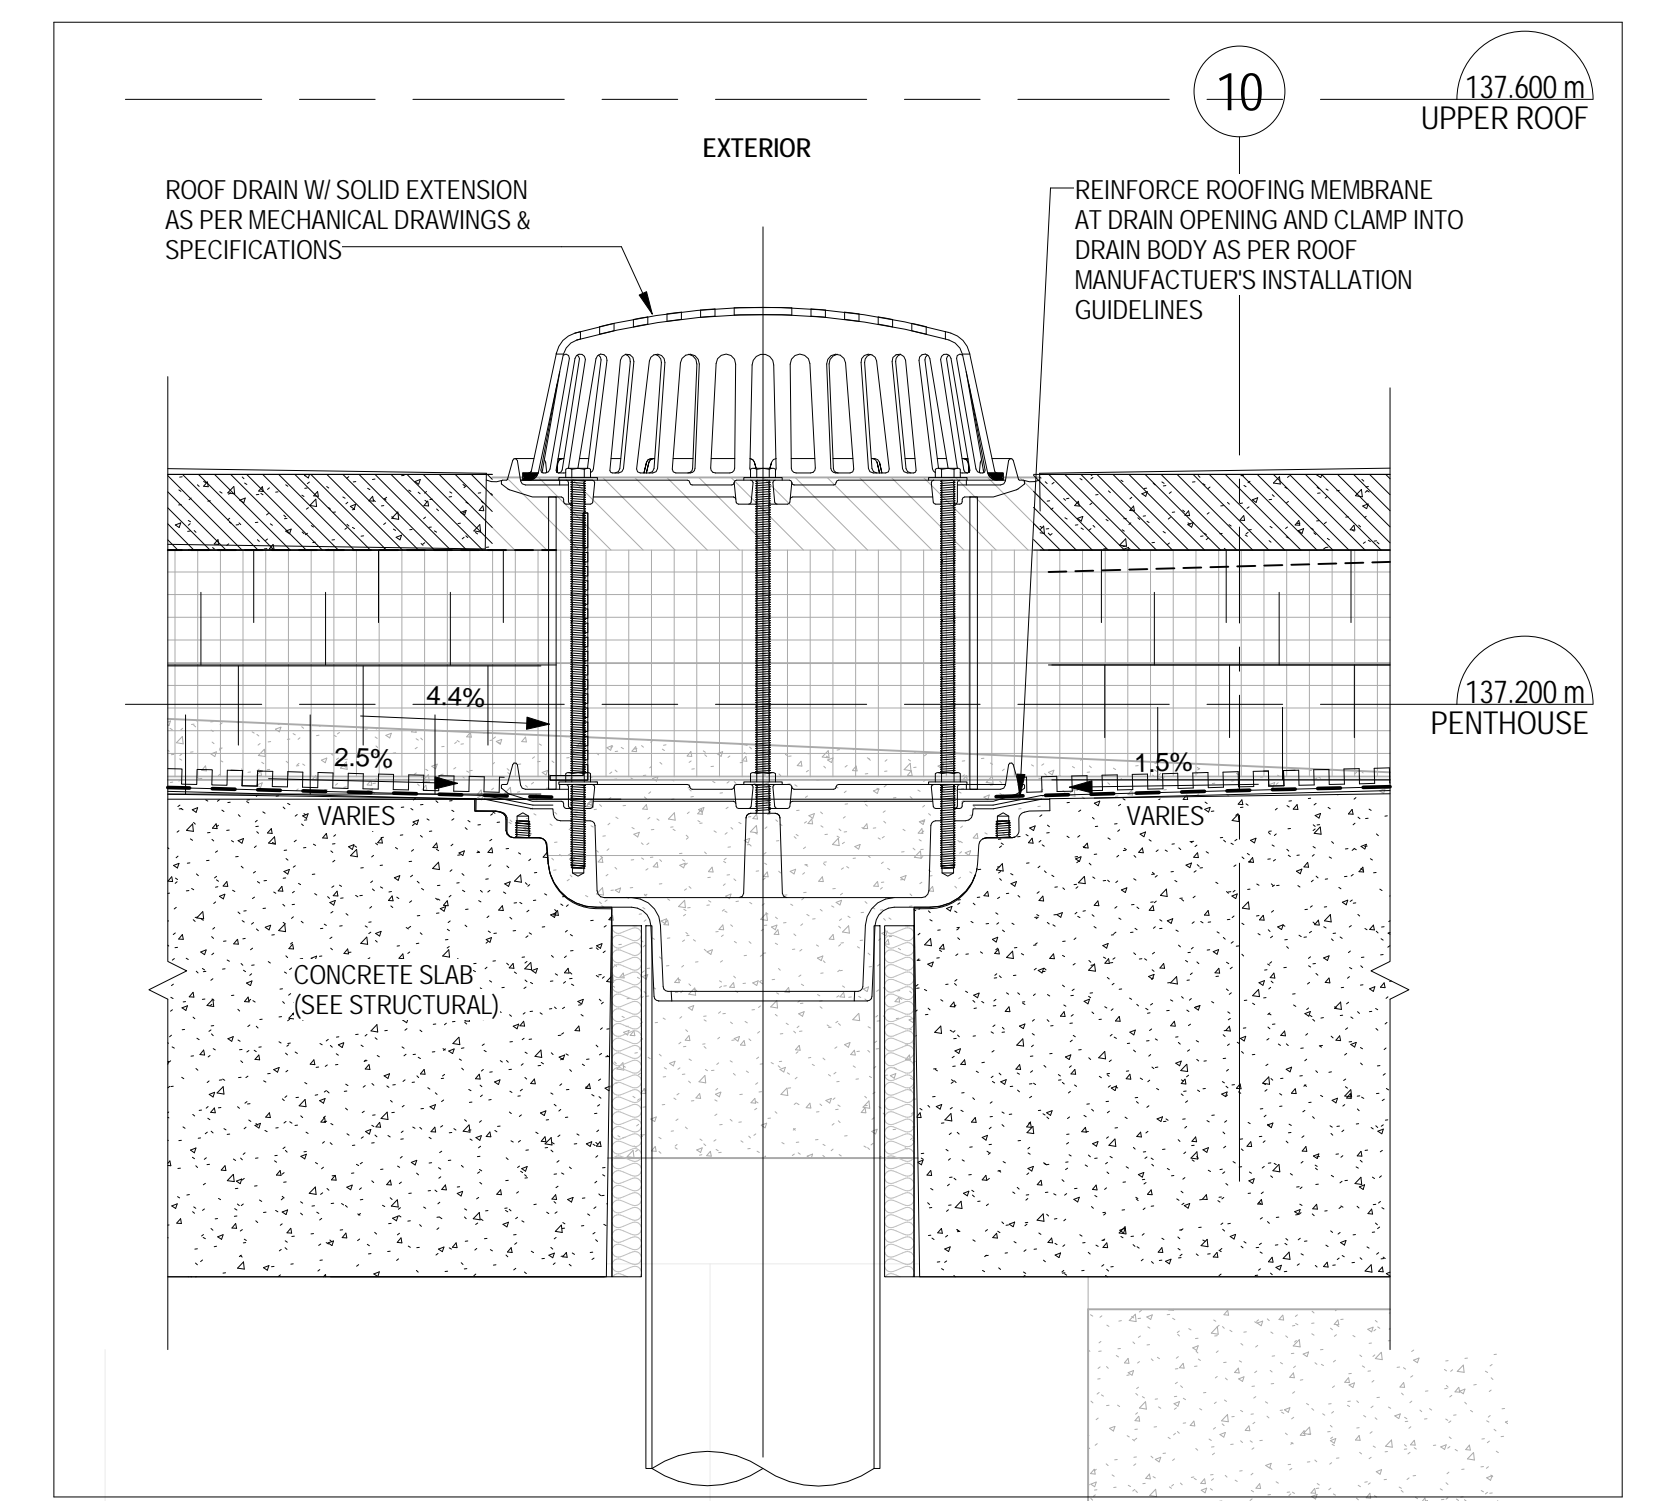 10
137.600 m
UPPER ROOF
EXTERIOR
ROOF DRAIN W/ SOLID EXTENSION
AS PER MECHANICAL DRAWINGS &
SPECIFICATIONS
REINFORCE ROOFING MEMBRANE
AT DRAIN OPENING AND CLAMP INTO
DRAIN BODY AS PER ROOF
MANUFACTUER'S INSTALLATION
GUIDELINES
137.200 m
PENTHOUSE
4.4%
2.5%
1.5%
VARIES
VARIES
CONCRETE SLAB
(SEE STRUCTURAL)